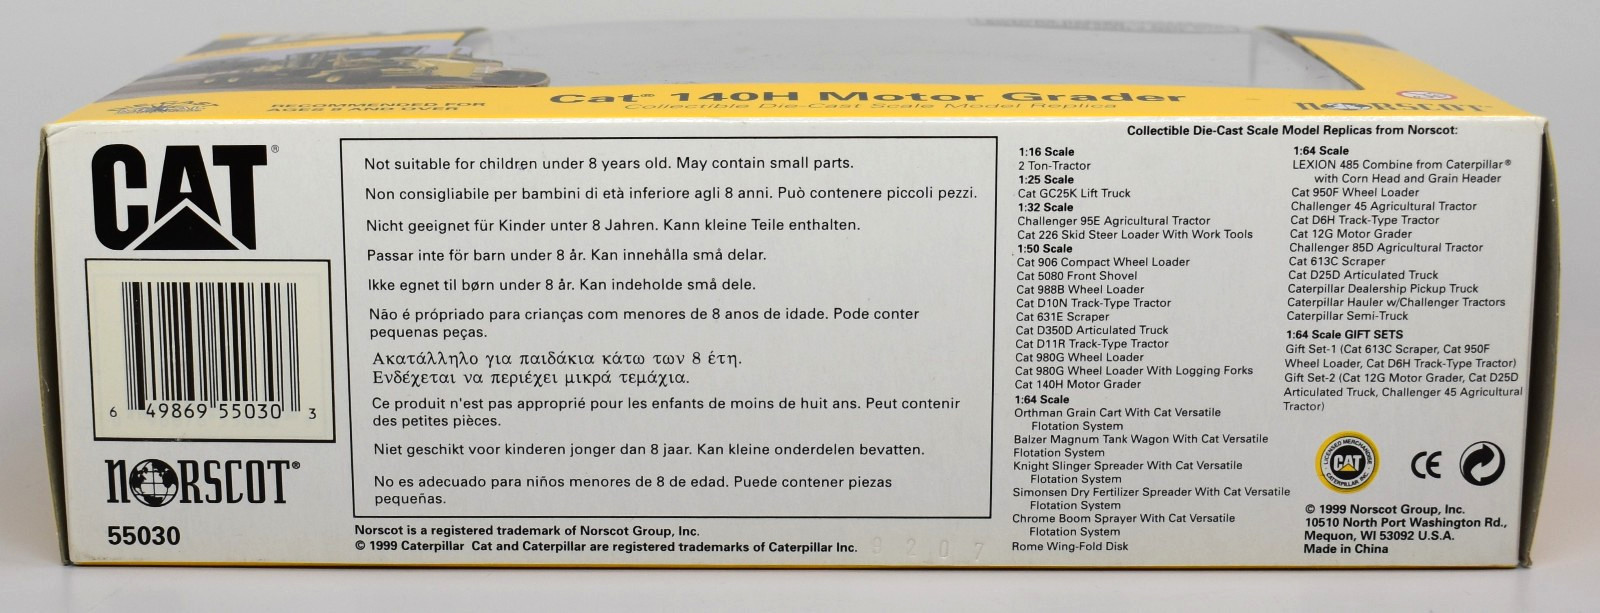 RECOMMENDED FOR
AGES 8 AND OVER
Cat® 140H Motor Grader
Collectible Die-Cast Scale Model Replica
NORSCOT
CAT®
6 49869 55030 3
NORSCOT®
55030
Not suitable for children under 8 years old. May contain small parts.
Non consigliabile per bambini di età inferiore agli 8 anni. Può contenere piccoli pezzi.
Nicht geeignet für Kinder unter 8 Jahren. Kann kleine Teile enthalten.
Passar inte för barn under 8 år. Kan innehålla små delar.
Ikke egnet til børn under 8 år. Kan indeholde små dele.
Não é própriado para crianças com menores de 8 anos de idade. Pode conter
pequenas peças.
Ακατάλληλο για παιδάκια κάτω των 8 έτη.
Ενδέχεται να περιέχει μικρά τεμάχια.
Ce produit n'est pas approprié pour les enfants de moins de huit ans. Peut contenir
des petites pièces.
Niet geschikt voor kinderen jonger dan 8 jaar. Kan kleine onderdelen bevatten.
No es adecuado para niños menores de 8 de edad. Puede contener piezas
pequeñas.
Norscot is a registered trademark of Norscot Group, Inc.
© 1999 Caterpillar Cat and Caterpillar are registered trademarks of Caterpillar Inc.
Collectible Die-Cast Scale Model Replicas from Norscot:
1:16 Scale
2 Ton-Tractor
1:25 Scale
Cat GC25K Lift Truck
1:32 Scale
Challenger 95E Agricultural Tractor
Cat 226 Skid Steer Loader With Work Tools
1:50 Scale
Cat 906 Compact Wheel Loader
Cat 5080 Front Shovel
Cat 988B Wheel Loader
Cat D10N Track-Type Tractor
Cat 631E Scraper
Cat D350D Articulated Truck
Cat D11R Track-Type Tractor
Cat 980G Wheel Loader
Cat 980G Wheel Loader With Logging Forks
Cat 140H Motor Grader
1:64 Scale
Orthman Grain Cart With Cat Versatile
Flotation System
Balzer Magnum Tank Wagon With Cat Versatile
Flotation System
Knight Slinger Spreader With Cat Versatile
Flotation System
Simonsen Dry Fertilizer Spreader With Cat Versatile
Flotation System
Chrome Boom Sprayer With Cat Versatile
Flotation System
Rome Wing-Fold Disk
1:64 Scale
LEXION 485 Combine from Caterpillar®
with Corn Head and Grain Header
Cat 950F Wheel Loader
Challenger 45 Agricultural Tractor
Cat D6H Track-Type Tractor
Cat 12G Motor Grader
Challenger 85D Agricultural Tractor
Cat 613C Scraper
Cat D25D Articulated Truck
Caterpillar Dealership Pickup Truck
Caterpillar Hauler w/Challenger Tractors
Caterpillar Semi-Truck
1:64 Scale GIFT SETS
Gift Set-1 (Cat 613C Scraper, Cat 950F
Wheel Loader, Cat D6H Track-Type Tractor)
Gift Set-2 (Cat 12G Motor Grader, Cat D25D
Articulated Truck, Challenger 45 Agricultural
Tractor)
LICENSED MERCHANDISE
CAT
CATERPILLAR INC.
CE
© 1999 Norscot Group, Inc.
10510 North Port Washington Rd.,
Mequon, WI 53092 U.S.A.
Made in China